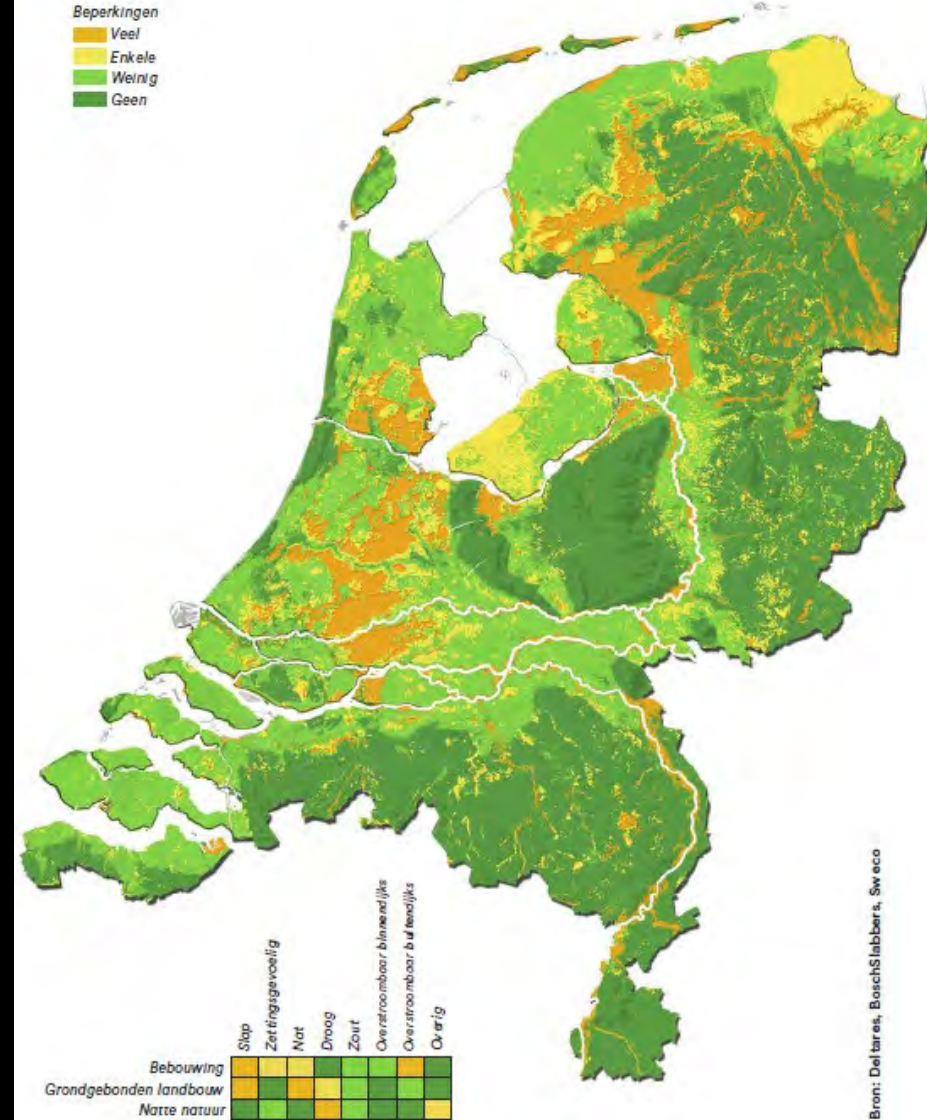 Beperkingen
Veel
Enkele
Weinig
Geen
Slap
Zettingsgevoelig
Nat
Droog
Zout
Overstroombaar binnendijks
Overstroombaar buitendijks
Overig
Bebouwing
Grondgebonden landbouw
Natte natuur
Bron: Deltares, BoschSlabbers, Sweco